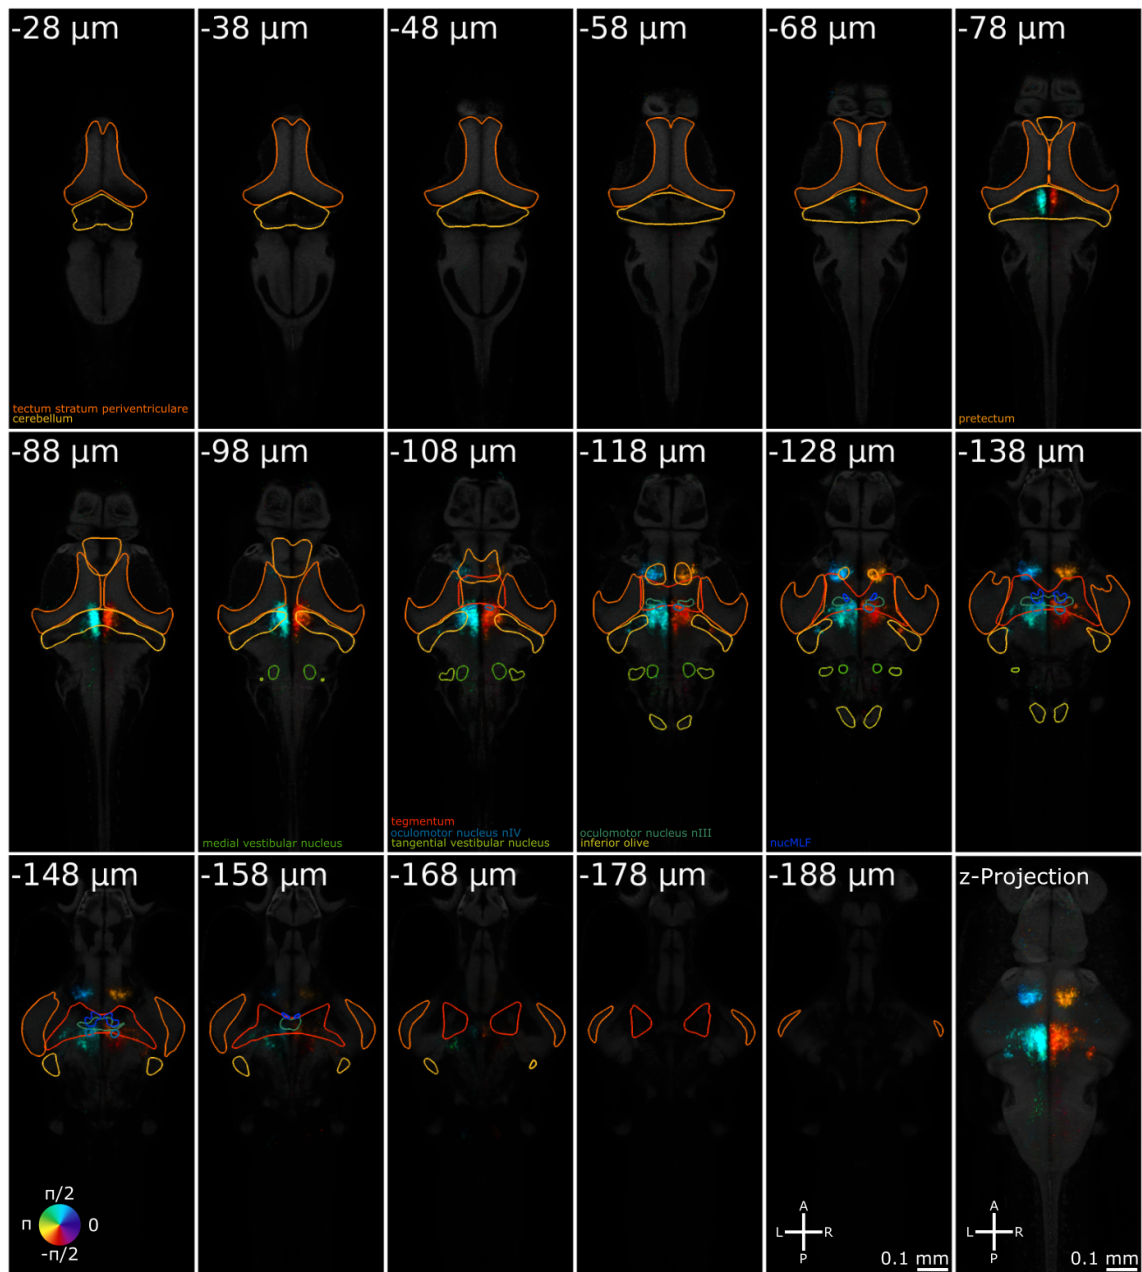 -28 µm
-38 µm
-48 µm
-58 µm
-68 µm
-78 µm
tectum stratum periventriculare
cerebellum
pretectum
-88 µm
-98 µm
-108 µm
-118 µm
-128 µm
-138 µm
medial vestibular nucleus
tegmentum
oculomotor nucleus nIV
tangential vestibular nucleus
oculomotor nucleus nIII
inferior olive
nucMLF
-148 µm
-158 µm
-168 µm
-178 µm
-188 µm
z-Projection
π/2
π 0
-π/2
A
L R
P
0.1 mm
A
L R
P
0.1 mm